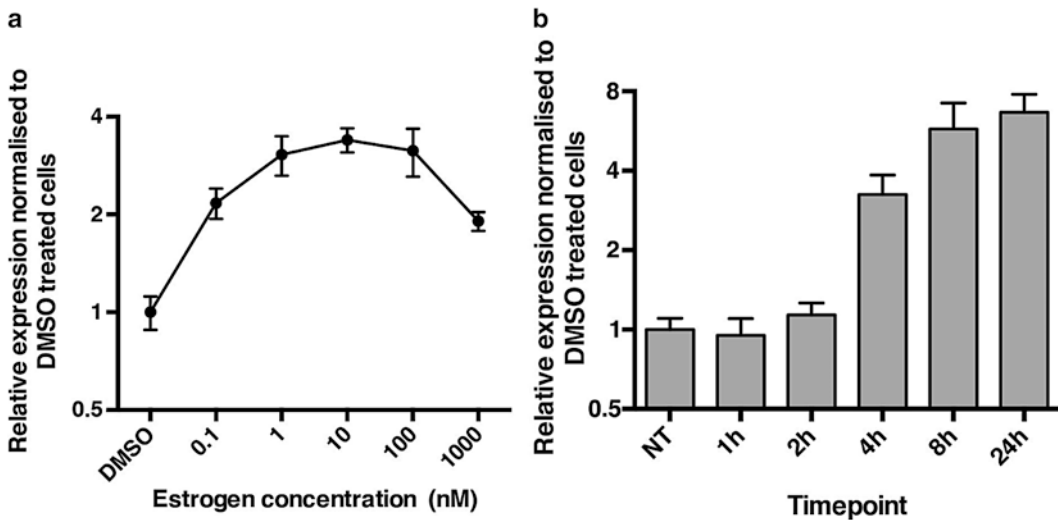 a
Relative expression normalised to
DMSO treated cells
4
2
1
0.5
DMSO
0.1
1
10
100
1000
Estrogen concentration (nM)
b
Relative expression normalised to
DMSO treated cells
8
4
2
1
0.5
NT
1h
2h
4h
8h
24h
Timepoint